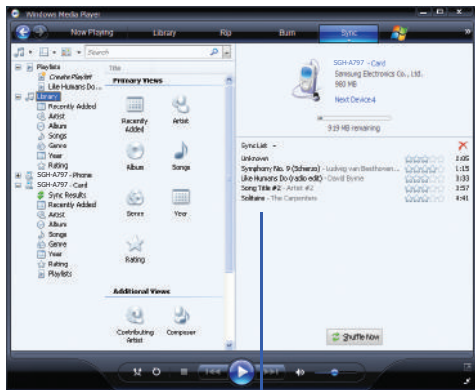 Windows Media Player
Now Playing Library Rip Burn Sync
Search
Playlists
Create Playlist
Like Humans Do...
Library
Recently Added
Artist
Album
Songs
Genre
Year
Rating
SGH-A797 - Phone
SGH-A797 - Card
Sync Results
Recently Added
Artist
Album
Songs
Genre
Year
Rating
Playlists
Title
Primary Views
Recently Added
Artist
Album
Songs
Genre
Year
Rating
Additional Views
Contributing Artist
Composer
SGH-A797 - Card
Samsung Electronics Co., Ltd.
980 MB
Next Device
919 MB remaining
Sync List
Unknown 2:05
Symphony No. 9 (Scherzo) - Ludwig van Beethoven... 1:15
Like Humans Do (radio edit) - David Byrne 3:33
Song Title #2 - Artist #2 3:57
Solitaire - The Carpenters 4:41
Shuffle Now